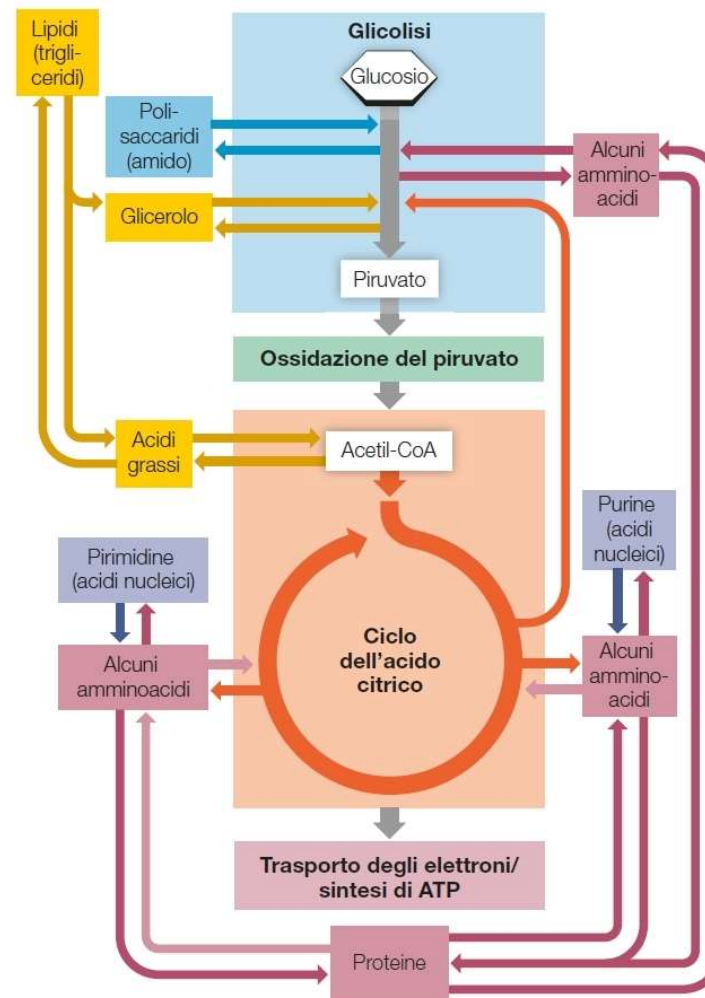 Lipidi
(trigli-
ceridi)
Glicolisi
Glucosio
Poli-
saccaridi
(amido)
Alcuni
ammino-
acidi
Glicerolo
Piruvato
Ossidazione del piruvato
Acidi
grassi
Acetil-CoA
Purine
(acidi
nucleici)
Pirimidine
(acidi nucleici)
Ciclo
dell'acido
citrico
Alcuni
amminoacidi
Alcuni
ammino-
acidi
Trasporto degli elettroni/
sintesi di ATP
Proteine